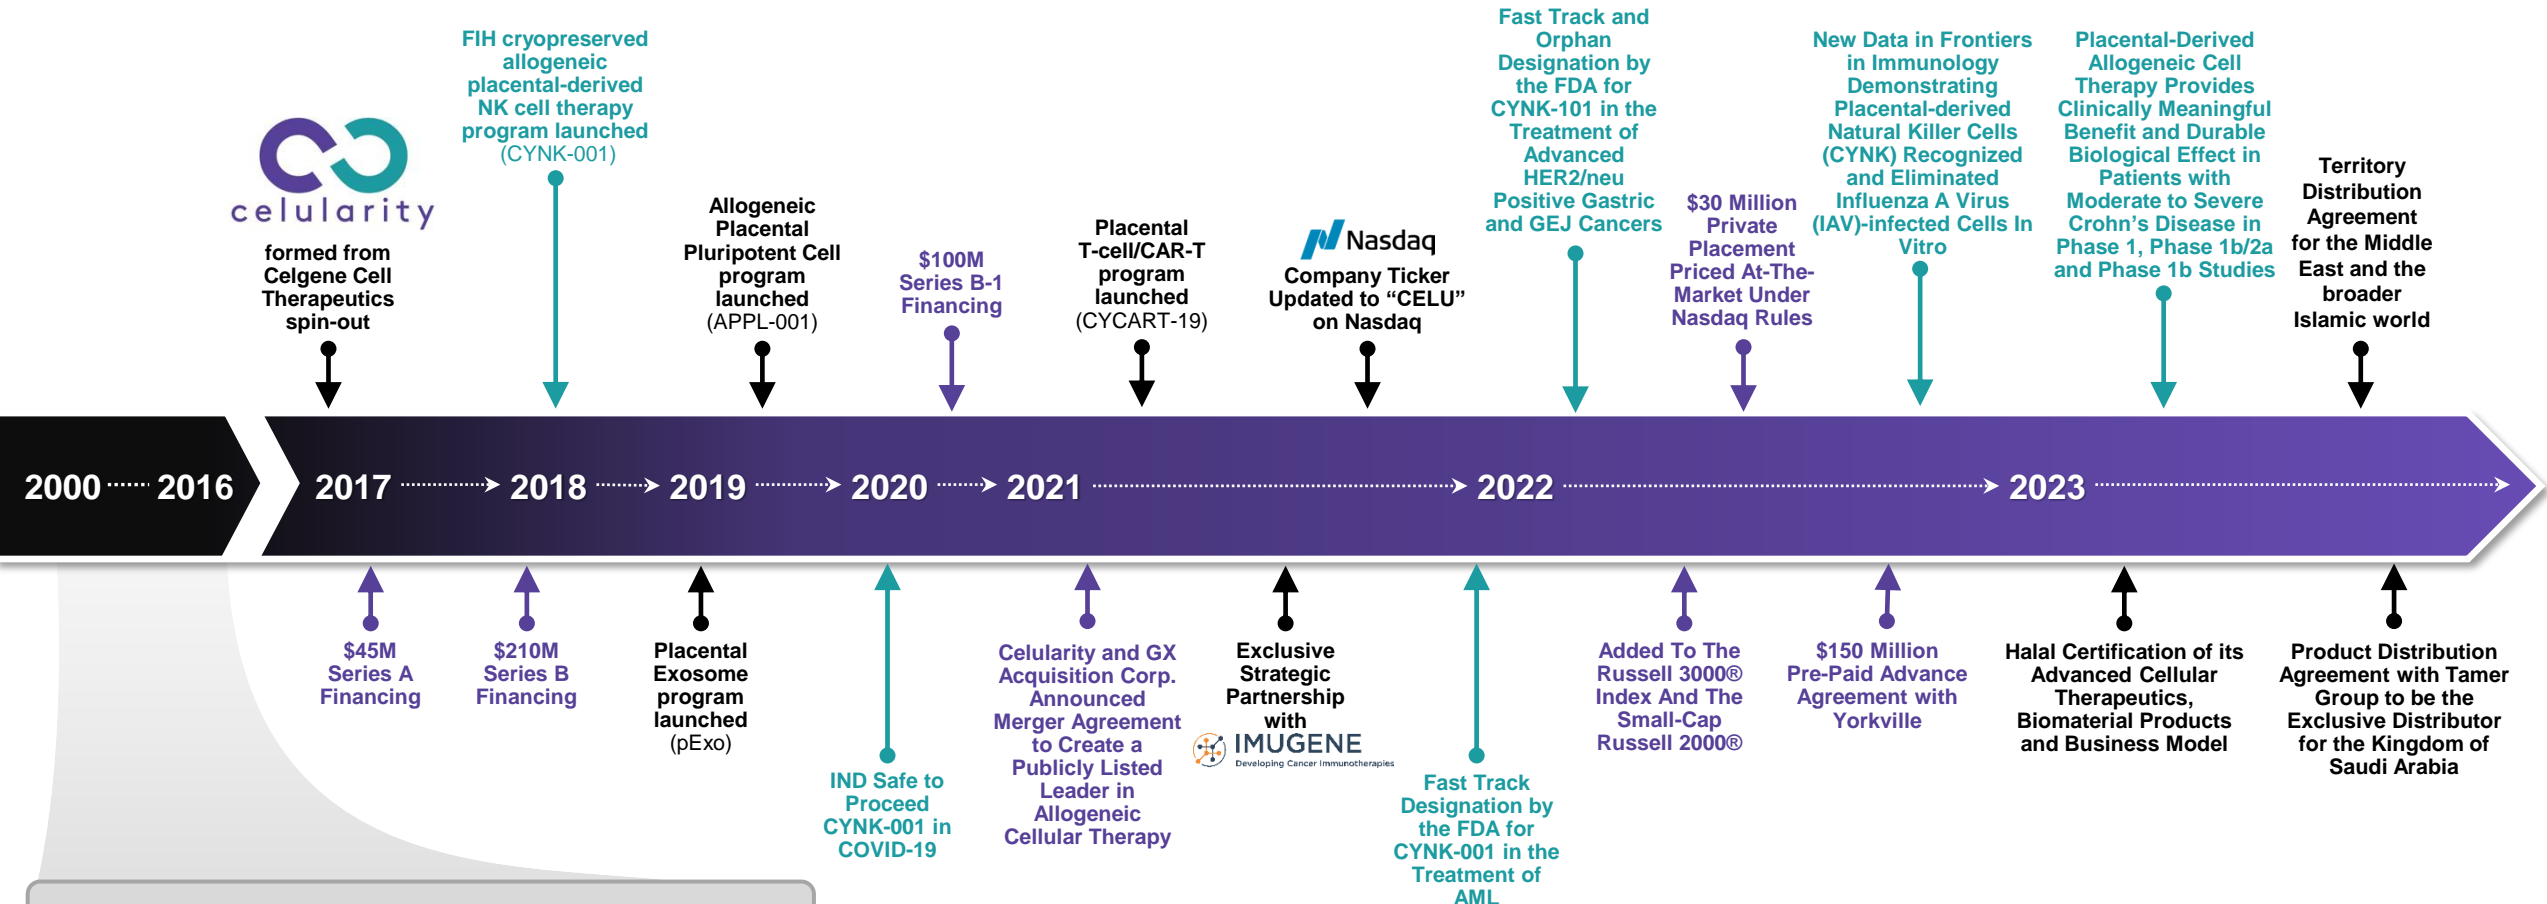 celularity
formed from
Celgene Cell
Therapeutics
spin-out
FIH cryopreserved
allogeneic
placental-derived
NK cell therapy
program launched
(CYNK-001)
Allogeneic
Placental
Pluripotent Cell
program
launched
(APPL-001)
$100M
Series B-1
Financing
Placental
T-cell/CAR-T
program
launched
(CYCART-19)
Nasdaq
Company Ticker
Updated to “CELU”
on Nasdaq
Fast Track and
Orphan
Designation by
the FDA for
CYNK-101 in the
Treatment of
Advanced
HER2/neu
Positive Gastric
and GEJ Cancers
$30 Million
Private
Placement
Priced At-The-
Market Under
Nasdaq Rules
New Data in Frontiers
in Immunology
Demonstrating
Placental-derived
Natural Killer Cells
(CYNK) Recognized
and Eliminated
Influenza A Virus
(IAV)-infected Cells In
Vitro
Placental-Derived
Allogeneic Cell
Therapy Provides
Clinically Meaningful
Benefit and Durable
Biological Effect in
Patients with
Moderate to Severe
Crohn’s Disease in
Phase 1, Phase 1b/2a
and Phase 1b Studies
Territory
Distribution
Agreement
for the Middle
East and the
broader
Islamic world
2000 2016 2017 2018 2019 2020 2021 2022 2023
$45M
Series A
Financing
$210M
Series B
Financing
Placental
Exosome
program
launched
(pExo)
IND Safe to
Proceed
CYNK-001 in
COVID-19
Celularity and GX
Acquisition Corp.
Announced
Merger Agreement
to Create a
Publicly Listed
Leader in
Allogeneic
Cellular Therapy
Exclusive
Strategic
Partnership
with
IMUGENE
Developing Cancer Immunotherapies
Fast Track
Designation by
the FDA for
CYNK-001 in the
Treatment of
AML
Added To The
Russell 3000®
Index And The
Small-Cap
Russell 2000®
$150 Million
Pre-Paid Advance
Agreement with
Yorkville
Halal Certification of its
Advanced Cellular
Therapeutics,
Biomaterial Products
and Business Model
Product Distribution
Agreement with Tamer
Group to be the
Exclusive Distributor
for the Kingdom of
Saudi Arabia